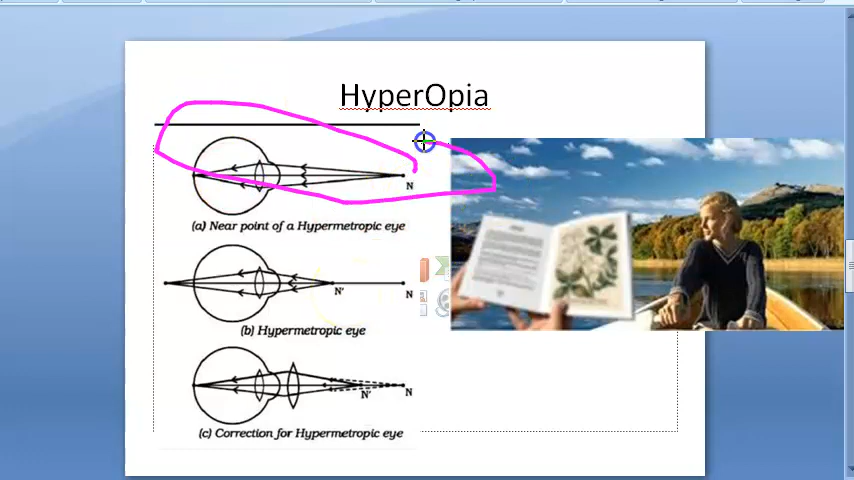 HyperOpia
N
(a) Near point of a Hypermetropic eye
N'
N
(b) Hypermetropic eye
N'
N
(c) Correction for Hypermetropic eye